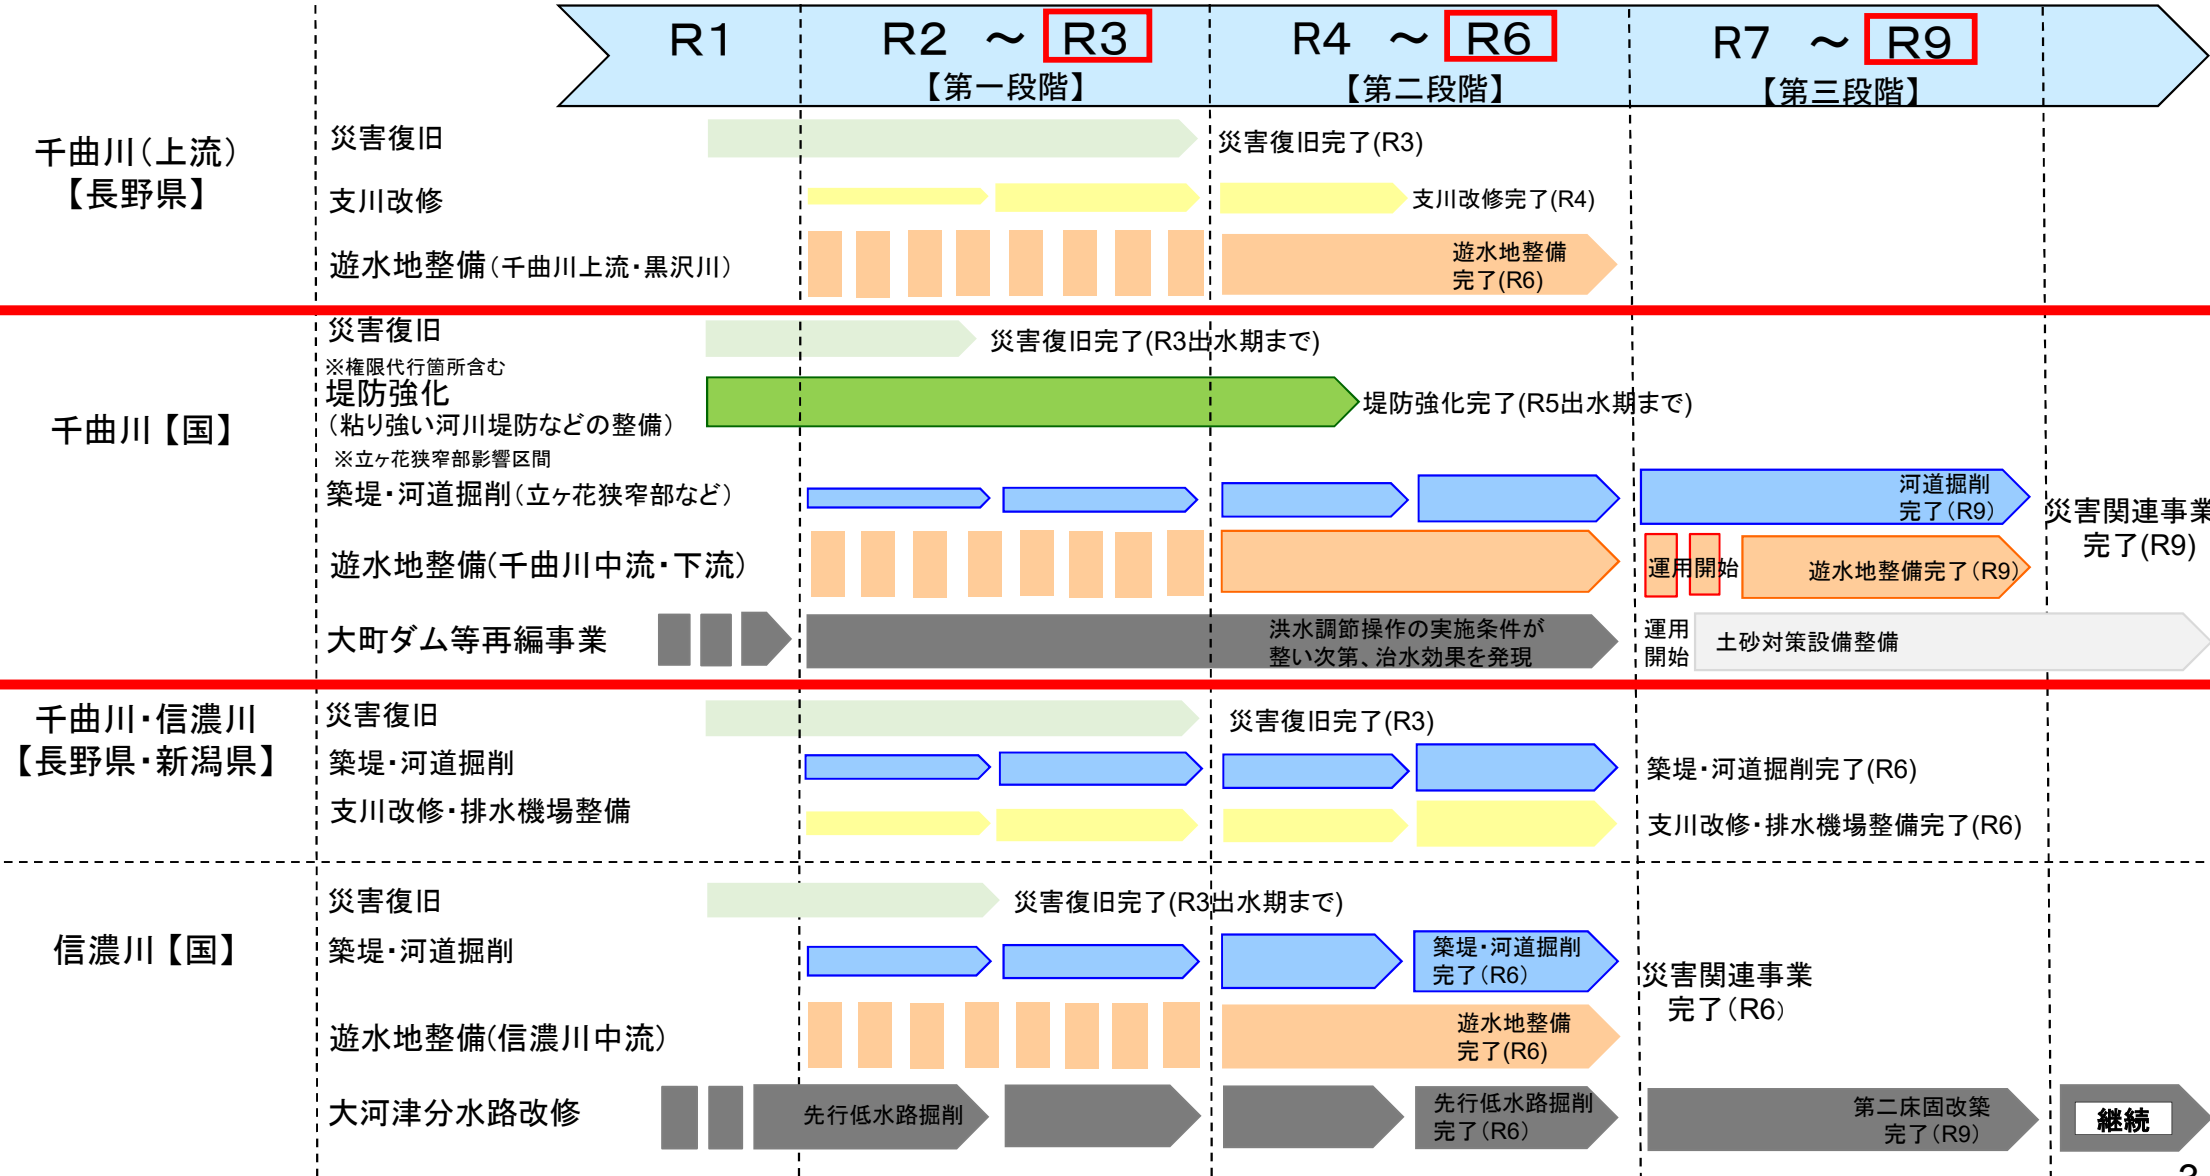 R1
R2 ～ R3
R4 ～ R6
R7 ～ R9
【第一段階】
【第二段階】
【第三段階】
千曲川(上流)
【長野県】
災害復旧
災害復旧完了(R3)
支川改修
支川改修完了(R4)
遊水地整備(千曲川上流・黒沢川)
遊水地整備
完了(R6)
千曲川【国】
災害復旧
※権限代行箇所含む
災害復旧完了(R3出水期まで)
堤防強化
(粘り強い河川堤防などの整備)
堤防強化完了(R5出水期まで)
※立ヶ花狭窄部影響区間
築堤・河道掘削(立ヶ花狭窄部など)
河道掘削
完了(R9)
災害関連事業
完了(R9)
遊水地整備(千曲川中流・下流)
運用開始
遊水地整備完了(R9)
大町ダム等再編事業
洪水調節操作の実施条件が
整い次第、治水効果を発現
運用
開始
土砂対策設備整備
千曲川・信濃川
【長野県・新潟県】
災害復旧
災害復旧完了(R3)
築堤・河道掘削
築堤・河道掘削完了(R6)
支川改修・排水機場整備
支川改修・排水機場整備完了(R6)
信濃川【国】
災害復旧
災害復旧完了(R3出水期まで)
築堤・河道掘削
築堤・河道掘削
完了(R6)
災害関連事業
完了(R6)
遊水地整備(信濃川中流)
遊水地整備
完了(R6)
大河津分水路改修
先行低水路掘削
先行低水路掘削
完了(R6)
第二床固改築
完了(R9)
継続